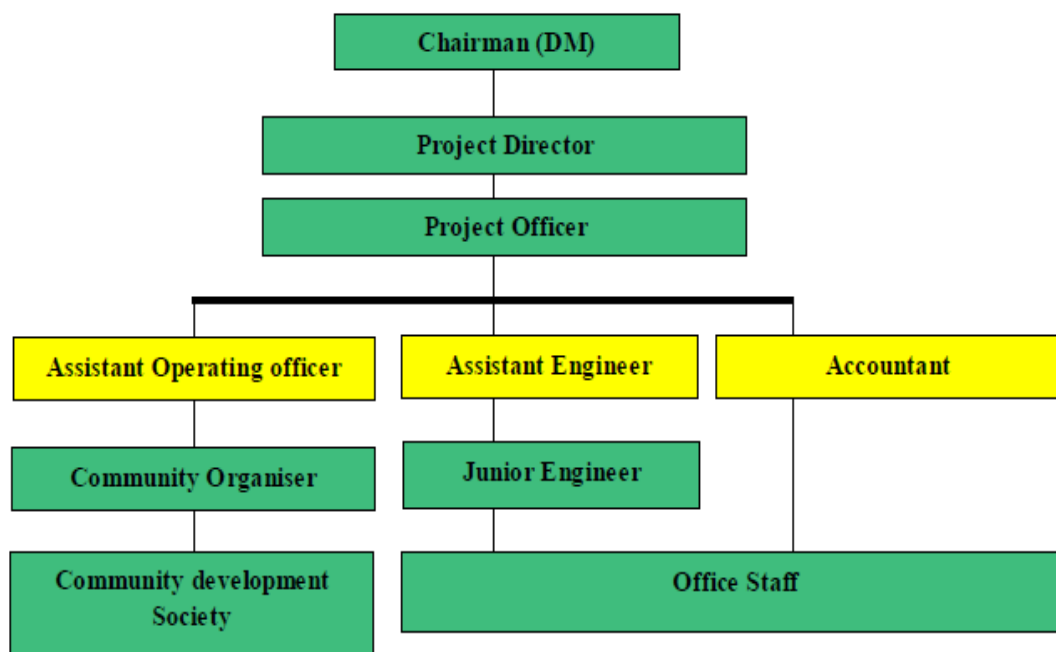 Chairman (DM)
Project Director
Project Officer
Assistant Operating officer
Assistant Engineer
Accountant
Community Organiser
Junior Engineer
Community development
Society
Office Staff